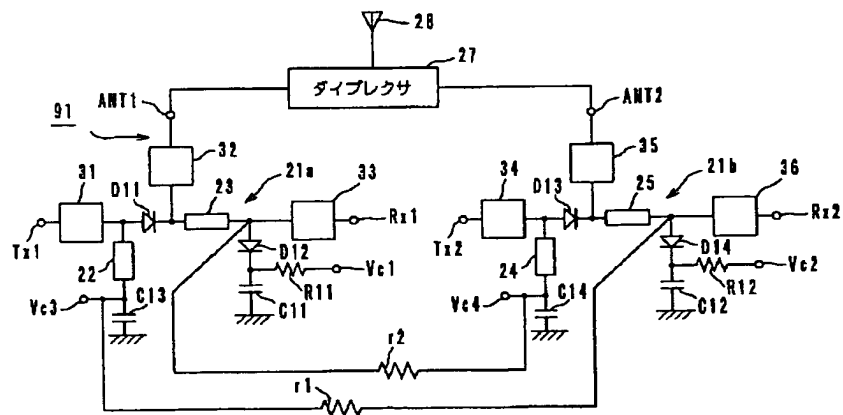 28
27
ダイプレクサ
ANT1
ANT2
91
32
35
31
D11
23
21a
33
34
D13
25
21b
36
Tx1
Rx1
Tx2
Rx2
22
D12
24
D14
Vc1
Vc2
R11
R12
Vc3
C13
C11
Vc4
C14
C12
r2
r1